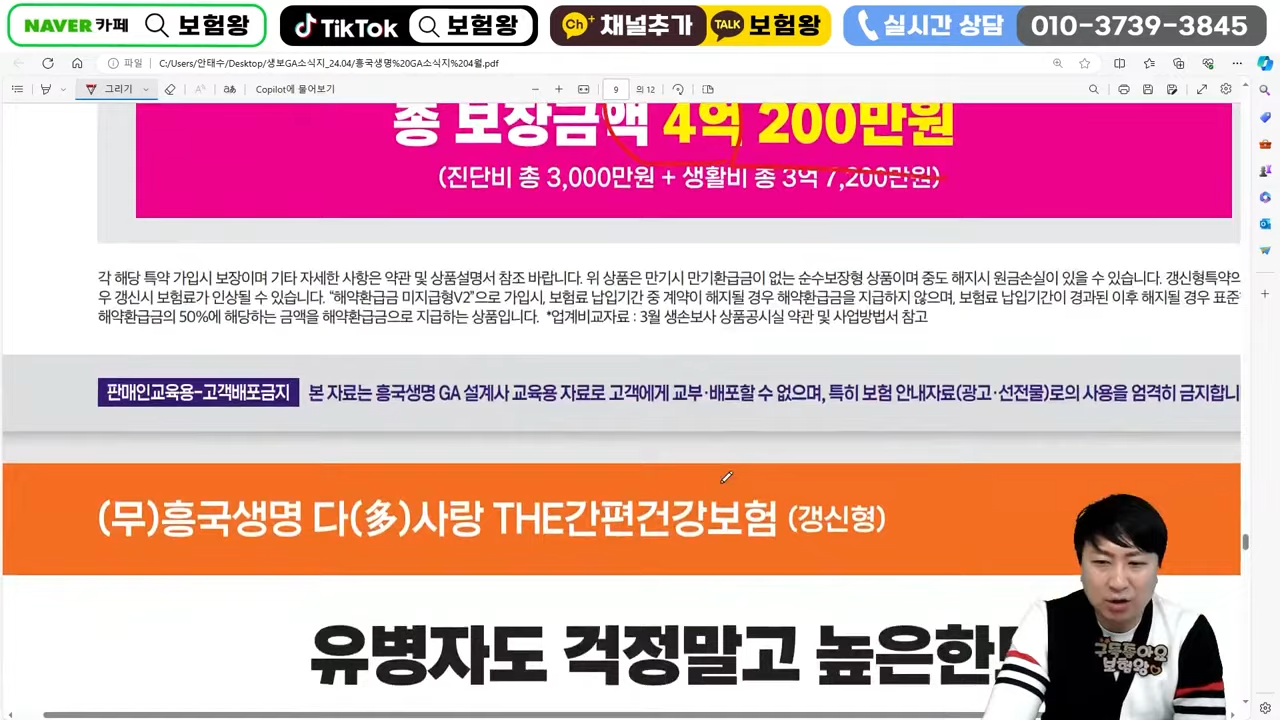 NAVER 카페 보험왕 TikTok 보험왕 Ch+ 채널추가 TALK 보험왕 실시간 상담 010-3739-3845
파일 C:/Users/안태수/Desktop/생보GA소식지_24.04/흥국생명%20GA소식지%204월.pdf
그리기 가あ Copilot에 물어보기 9 의 12
총 보장금액 4억 200만원
(진단비 총 3,000만원 + 생활비 총 3억 7,200만원)
각 해당 특약 가입시 보장이며 기타 자세한 사항은 약관 및 상품설명서 참조 바랍니다. 위 상품은 만기시 만기환급금이 없는 순수보장형 상품이며 중도 해지시 원금손실이 있을 수 있습니다. 갱신형특약의
우 갱신시 보험료가 인상될 수 있습니다. “해약환급금 미지급형V2”으로 가입시, 보험료 납입기간 중 계약이 해지될 경우 해약환급금을 지급하지 않으며, 보험료 납입기간이 경과된 이후 해지될 경우 표준
해약환급금의 50%에 해당하는 금액을 해약환급금으로 지급하는 상품입니다. *업계비교자료 : 3월 생손보사 상품공시실 약관 및 사업방법서 참고
판매인교육용-고객배포금지 본 자료는 흥국생명 GA 설계사 교육용 자료로 고객에게 교부·배포할 수 없으며, 특히 보험 안내자료(광고·선전물)로의 사용을 엄격히 금지합니
(무)흥국생명 다(多)사랑 THE간편건강보험 (갱신형)
유병자도 걱정말고 높은한
구독좋아요
보험왕